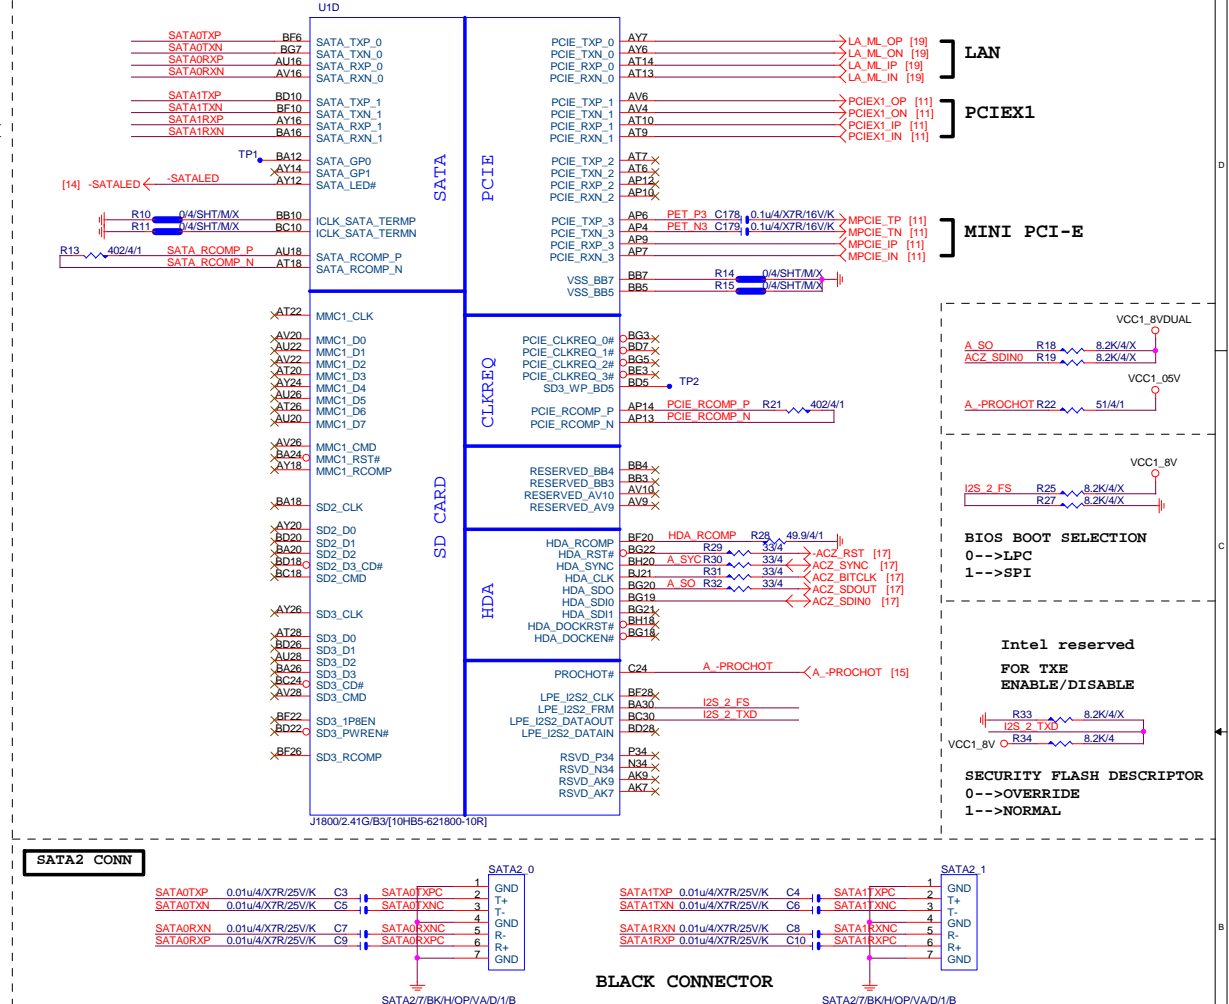 U1D
SATA0TXP BF6 SATA_TXP_0
SATA0TXN BG7 SATA_TXN_0
SATA0RXP AU16 SATA_RXP_0
SATA0RXN AV16 SATA_RXN_0
SATA1TXP BD10 SATA_TXP_1
SATA1TXN BF10 SATA_TXN_1
SATA1RXP AY16 SATA_RXP_1
SATA1RXN BA16 SATA_RXN_1
TP1 BA12 SATA_GP0
AY14 SATA_GP1
[14] -SATALED -SATALED AY12 SATA_LED#
R10 0/4/SHT/M/X BB10 ICLK_SATA_TERMP
R11 0/4/SHT/M/X BC10 ICLK_SATA_TERMN
R13 402/4/1 SATA_RCOMP_P AU18 SATA_RCOMP_P
SATA_RCOMP_N AT18 SATA_RCOMP_N
SATA
AT22 MMC1_CLK
AV20 MMC1_D0
AU22 MMC1_D1
AV22 MMC1_D2
AT20 MMC1_D3
AY24 MMC1_D4
AU26 MMC1_D5
AT26 MMC1_D6
AU20 MMC1_D7
AV26 MMC1_CMD
BA24 MMC1_RST#
AY18 MMC1_RCOMP
BA18 SD2_CLK
AY20 SD2_D0
BD20 SD2_D1
BA20 SD2_D2
BD18 SD2_D3_CD#
BC18 SD2_CMD
SD CARD
AY26 SD3_CLK
AT28 SD3_D0
BD26 SD3_D1
AU28 SD3_D2
BA26 SD3_D3
BC24 SD3_CD#
AV28 SD3_CMD
BF22 SD3_1P8EN
BD22 SD3_PWREN#
BF26 SD3_RCOMP
J1800/2.41G/B3/[10HB5-621800-10R]
PCIE
PCIE_TXP_0 AY7 LA_ML_OP [19]
PCIE_TXN_0 AY6 LA_ML_ON [19]
PCIE_RXP_0 AT14 LA_ML_IP [19]
PCIE_RXN_0 AT13 LA_ML_IN [19]
LAN
PCIE_TXP_1 AV6 PCIEX1_OP [11]
PCIE_TXN_1 AV4 PCIEX1_ON [11]
PCIE_RXP_1 AT10 PCIEX1_IP [11]
PCIE_RXN_1 AT9 PCIEX1_IN [11]
PCIEX1
PCIE_TXP_2 AT7
PCIE_TXN_2 AT6
PCIE_RXP_2 AP12
PCIE_RXN_2 AP10
PCIE_TXP_3 AP6 PET_P3 C178 0.1u/4/X7R/16V/K MPCIE_TP [11]
PCIE_TXN_3 AP4 PET_N3 C179 0.1u/4/X7R/16V/K MPCIE_TN [11]
PCIE_RXP_3 AP9 MPCIE_IP [11]
PCIE_RXN_3 AP7 MPCIE_IN [11]
MINI PCI-E
VSS_BB7 BB7 R14 0/4/SHT/M/X
VSS_BB5 BB5 R15 0/4/SHT/M/X
CLKREQ
PCIE_CLKREQ_0# BG3
PCIE_CLKREQ_1# BD7
PCIE_CLKREQ_2# BG5
PCIE_CLKREQ_3# BE3
SD3_WP_BD5 BD5 TP2
PCIE_RCOMP_P AP14 PCIE_RCOMP_P R21 402/4/1
PCIE_RCOMP_N AP13 PCIE_RCOMP_N
RESERVED_BB4 BB4
RESERVED_BB3 BB3
RESERVED_AV10 AV10
RESERVED_AV9 AV9
HDA
HDA_RCOMP BF20 HDA_RCOMP R28 49.9/4/1
HDA_RST# BG22 R29 33/4 -ACZ_RST [17]
HDA_SYNC BH20 A_SYC R30 33/4 ACZ_SYNC [17]
HDA_CLK BJ21 R31 33/4 ACZ_BITCLK [17]
HDA_SDO BG20 A_SO R32 33/4 ACZ_SDOUT [17]
HDA_SDI0 BG19 ACZ_SDIN0 [17]
HDA_SDI1 BG21
HDA_DOCKRST# BH18
HDA_DOCKEN# BG18
PROCHOT# C24 A_-PROCHOT A_-PROCHOT [15]
LPE_I2S2_CLK BF28
LPE_I2S2_FRM BA30 I2S_2_FS
LPE_I2S2_DATAOUT BC30 I2S_2_TXD
LPE_I2S2_DATAIN BD28
RSVD_P34 P34
RSVD_N34 N34
RSVD_AK9 AK9
RSVD_AK7 AK7
VCC1_8VDUAL
A_SO R18 8.2K/4/X
ACZ_SDIN0 R19 8.2K/4/X
VCC1_05V
A_-PROCHOT R22 51/4/1
VCC1_8V
I2S_2_FS R25 8.2K/4/X
R27 8.2K/4/X
BIOS BOOT SELECTION
0-->LPC
1-->SPI
Intel reserved
FOR TXE
ENABLE/DISABLE
R33 8.2K/4/X
I2S_2_TXD
VCC1_8V R34 8.2K/4
SECURITY FLASH DESCRIPTOR
0-->OVERRIDE
1-->NORMAL
D
C
B
SATA2 CONN
SATA2_0
1 GND
SATA0TXP 0.01u/4/X7R/25V/K C3 SATA0TXPC 2 T+
SATA0TXN 0.01u/4/X7R/25V/K C5 SATA0TXNC 3 T-
4 GND
SATA0RXN 0.01u/4/X7R/25V/K C7 SATA0RXNC 5 R-
SATA0RXP 0.01u/4/X7R/25V/K C9 SATA0RXPC 6 R+
7 GND
SATA2/7/BK/H/OP/VA/D/1/B
SATA2_1
1 GND
SATA1TXP 0.01u/4/X7R/25V/K C4 SATA1TXPC 2 T+
SATA1TXN 0.01u/4/X7R/25V/K C6 SATA1TXNC 3 T-
4 GND
SATA1RXN 0.01u/4/X7R/25V/K C8 SATA1RXNC 5 R-
SATA1RXP 0.01u/4/X7R/25V/K C10 SATA1RXPC 6 R+
7 GND
BLACK CONNECTOR
SATA2/7/BK/H/OP/VA/D/1/B